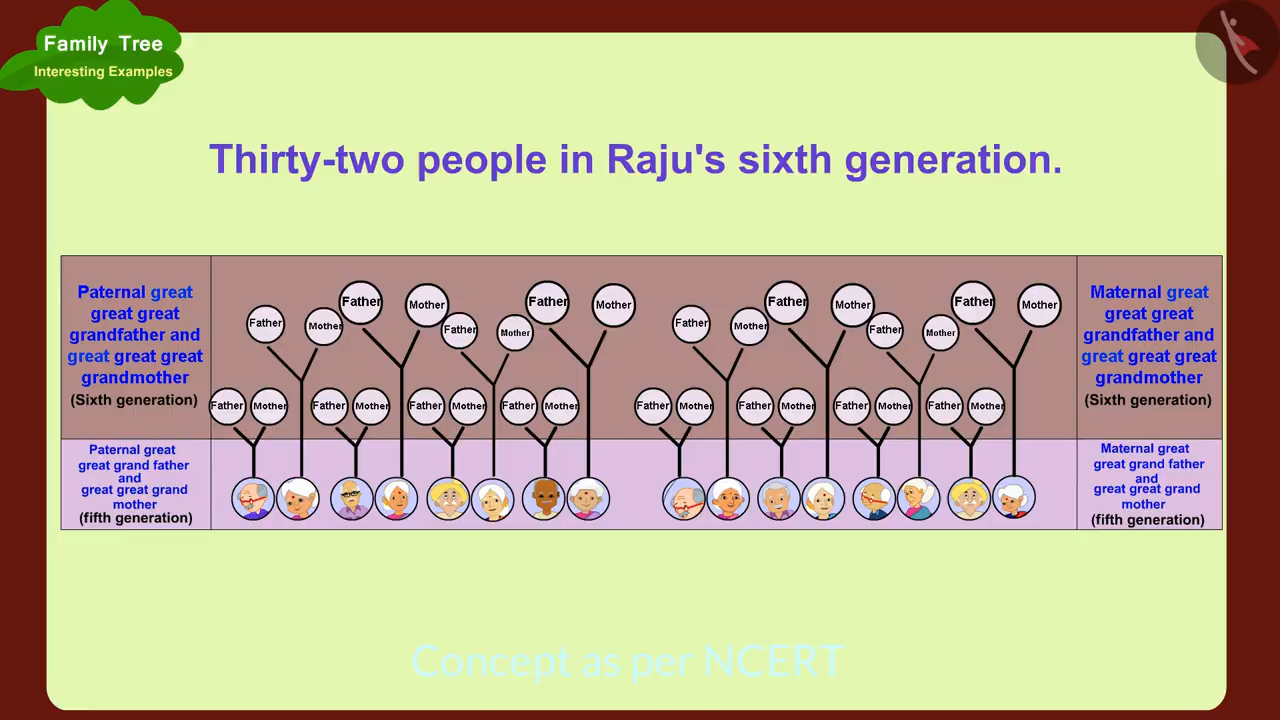 Family Tree
Interesting Examples
Thirty-two people in Raju's sixth generation.
Paternal great
great great
grandfather and
great great great
grandmother
(Sixth generation)
Father
Mother
Father
Mother
Father
Mother
Father
Mother
Father
Mother
Father
Mother
Father
Mother
Father
Mother
Maternal great
great great
grandfather and
great great great
grandmother
(Sixth generation)
Father
Mother
Father
Mother
Father
Mother
Father
Mother
Father
Mother
Father
Mother
Father
Mother
Father
Mother
Paternal great
great grand father
and
great great grand
mother
(fifth generation)
Maternal great
great grand father
and
great great grand
mother
(fifth generation)
Concept as per NCERT